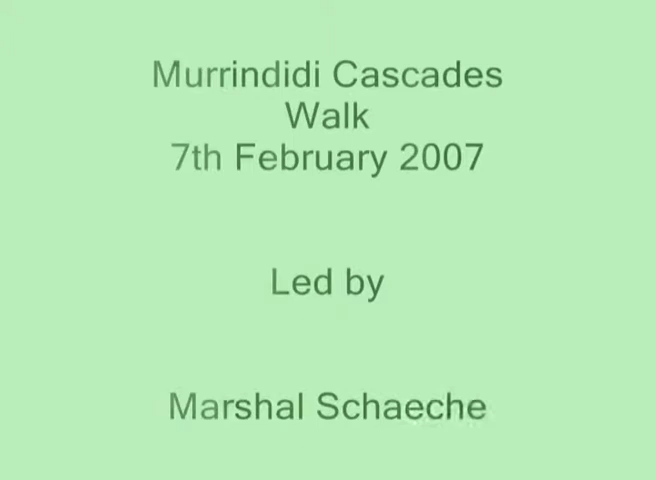 Murrindidi Cascades
Walk
7th February 2007
Led by
Marshal Schaeche